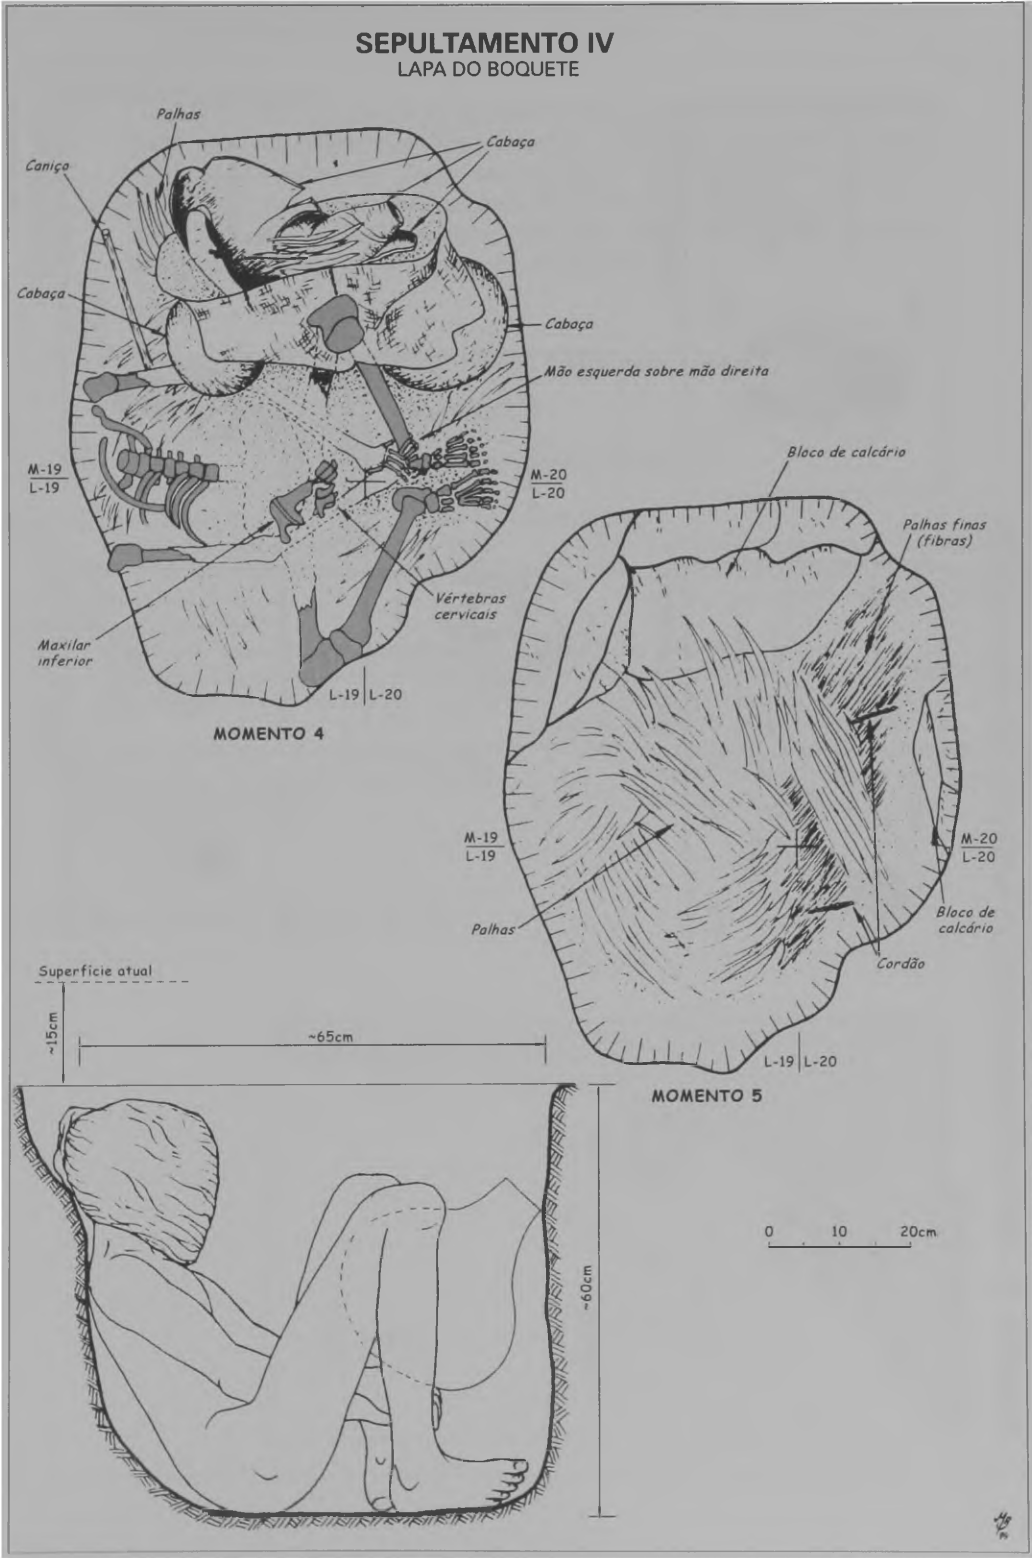 SEPULTAMENTO IV
LAPA DO BOQUETE
Palhas
Cabaça
Caniço
Cabaça
Cabaça
Mão esquerda sobre mão direita
M-19
L-19
M-20
L-20
Vértebras
cervicais
Maxilar
inferior
L-19 L-20
MOMENTO 4
Bloco de calcário
Palhas finas
(fibras)
M-19
L-19
M-20
L-20
Palhas
Bloco de
calcário
Cordão
L-19 L-20
MOMENTO 5
Superfície atual
~15cm
~65cm
~60cm
0 10 20cm